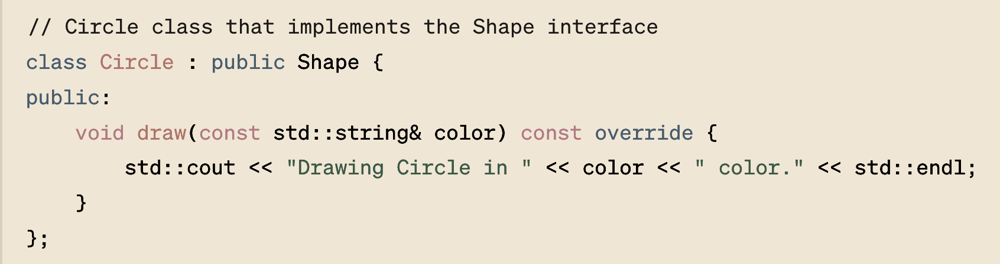 // Circle class that implements the Shape interface
class Circle : public Shape {
public:
    void draw(const std::string& color) const override {
        std::cout << "Drawing Circle in " << color << " color." << std::endl;
    }
};